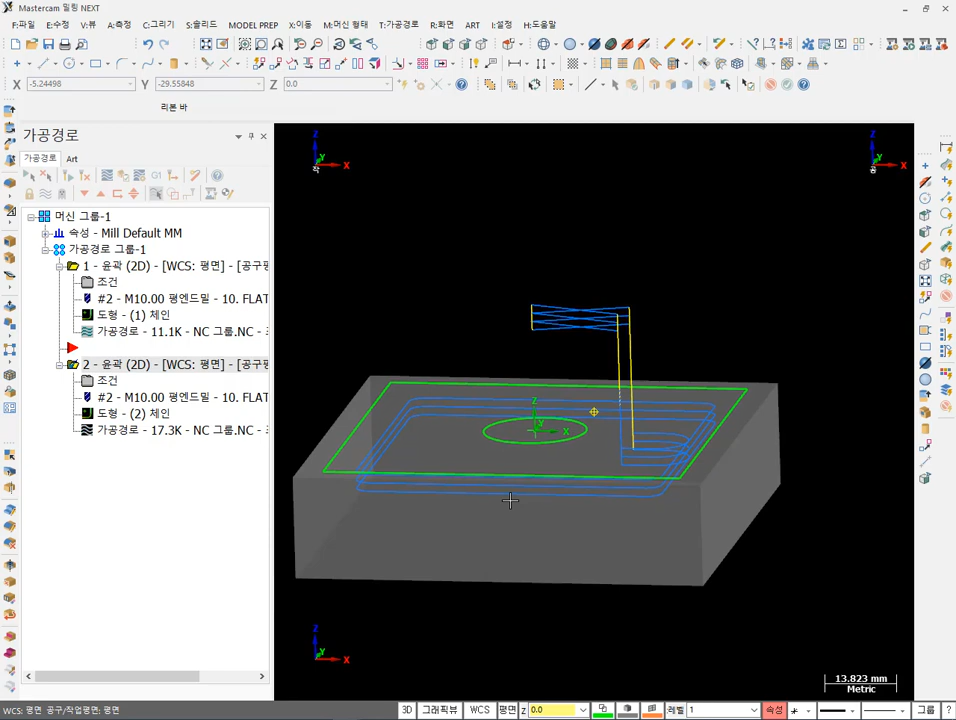 Mastercam 밀링 NEXT
F:파일 E:수정 V:뷰 A:측정 C:그리기 S:솔리드 MODEL PREP X:이동 M:머신 형태 T:가공경로 R:화면 ART I:설정 H:도움말
X -5.24498 Y -29.55848 Z 0.0
리본 바
가공경로
가공경로 Art
G1
머신 그룹-1
속성 - Mill Default MM
가공경로 그룹-1
1 - 윤곽 (2D) - [WCS: 평면] - [공구평
조건
#2 - M10.00 평엔드밀 - 10. FLAT
도형 - (1) 체인
가공경로 - 11.1K - NC 그룹.NC -
2 - 윤곽 (2D) - [WCS: 평면] - [공구평
조건
#2 - M10.00 평엔드밀 - 10. FLAT
도형 - (2) 체인
가공경로 - 17.3K - NC 그룹.NC -
Z Y X
Z Y X
Z Y X
Z Y X
13.823 mm
Metric
WCS: 평면 공구/작업평면: 평면
3D 그래픽뷰 WCS 평면 Z 0.0 레벨 1 속성 그룹